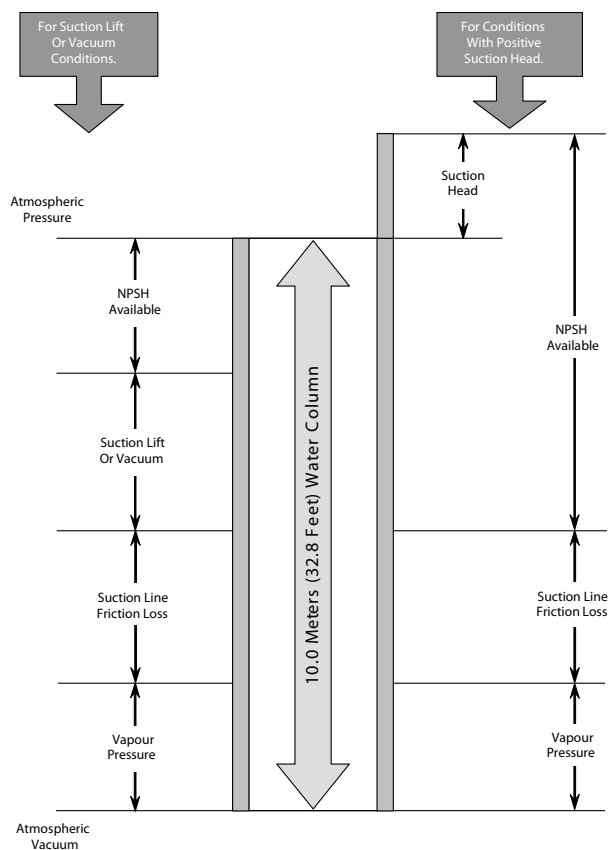 For Suction Lift
Or Vacuum
Conditions.
For Conditions
With Positive
Suction Head.
Suction
Head
Atmospheric
Pressure
NPSH
Available
NPSH
Available
Suction Lift
Or Vacuum
10.0 Meters (32.8 Feet) Water Column
Suction Line
Friction Loss
Suction Line
Friction Loss
Vapour
Pressure
Vapour
Pressure
Atmospheric
Vacuum